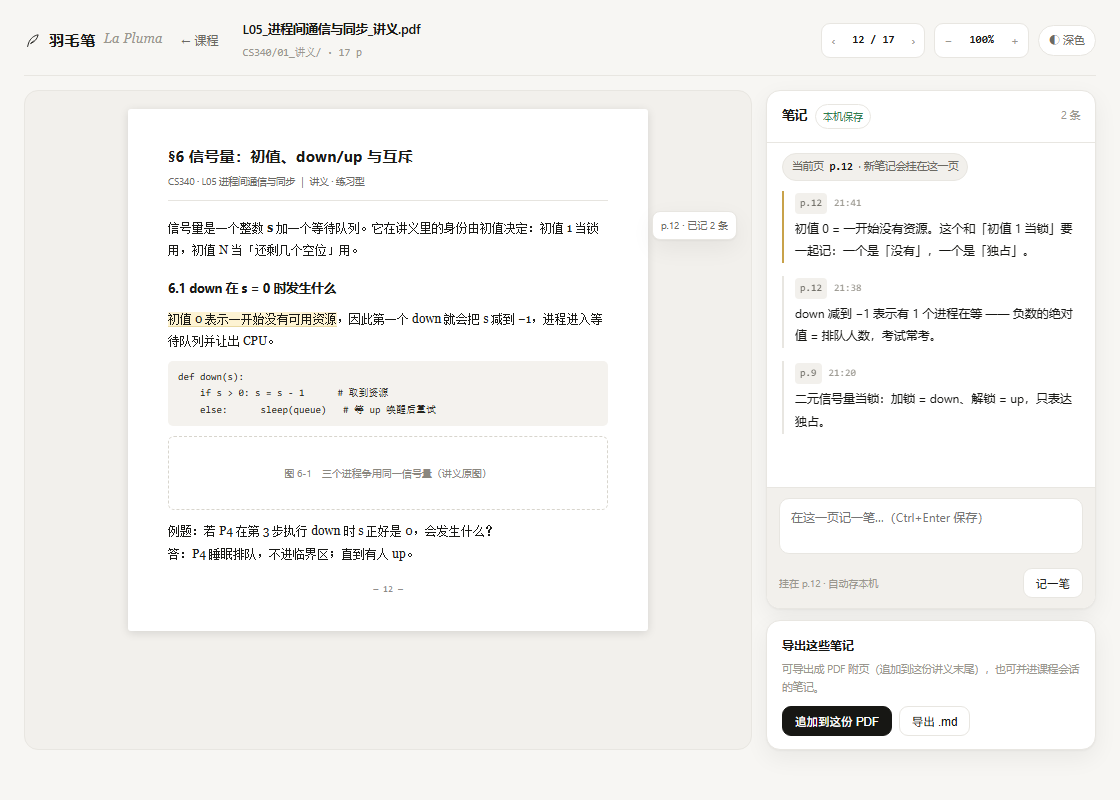 羽毛笔 La Pluma ← 课程
L05_进程间通信与同步_讲义.pdf
CS340/01_讲义/ · 17 p
‹ 12 / 17 ›
− 100% +
深色
§6 信号量：初值、down/up 与互斥
CS340 · L05 进程间通信与同步 ｜ 讲义 · 练习型
信号量是一个整数 s 加一个等待队列。它在讲义里的身份由初值决定：初值 1 当锁
用，初值 N 当「还剩几个空位」用。
6.1 down 在 s = 0 时发生什么
初值 0 表示一开始没有可用资源，因此第一个 down 就会把 s 减到 −1，进程进入等
待队列并让出 CPU。
def down(s):
if s > 0: s = s - 1 # 取到资源
else: sleep(queue) # 等 up 唤醒后重试
图 6-1 三个进程争用同一信号量（讲义原图）
例题：若 P4 在第 3 步执行 down 时 s 正好是 0，会发生什么？
答：P4 睡眠排队，不进临界区；直到有人 up。
— 12 —
p.12 · 已记 2 条
笔记 本机保存 2 条
当前页 p.12 · 新笔记会挂在这一页
p.12 21:41
初值 0 = 一开始没有资源。这个和「初值 1 当锁」要
一起记：一个是「没有」，一个是「独占」。
p.12 21:38
down 减到 −1 表示有 1 个进程在等 —— 负数的绝对
值 = 排队人数，考试常考。
p.9 21:20
二元信号量当锁：加锁 = down、解锁 = up，只表达
独占。
在这一页记一笔…（Ctrl+Enter 保存）
挂在 p.12 · 自动存本机
记一笔
导出这些笔记
可导出成 PDF 附页（追加到这份讲义末尾），也可并进课程会话
的笔记。
追加到这份 PDF
导出 .md